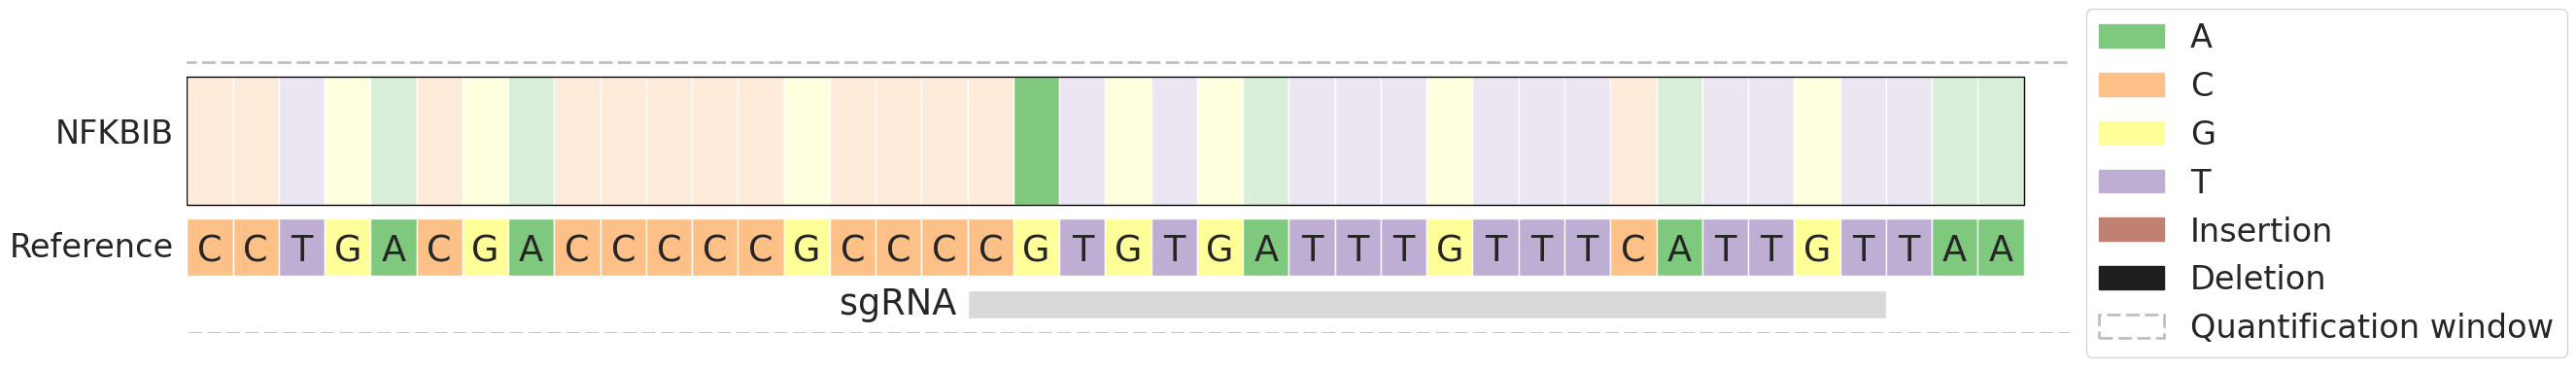 NFKBIB
Reference C C T G A C G A C C C C C G C C C C G T G T G A T T T G T T T C A T T G T T A A
sgRNA
A
C
G
T
Insertion
Deletion
Quantification window